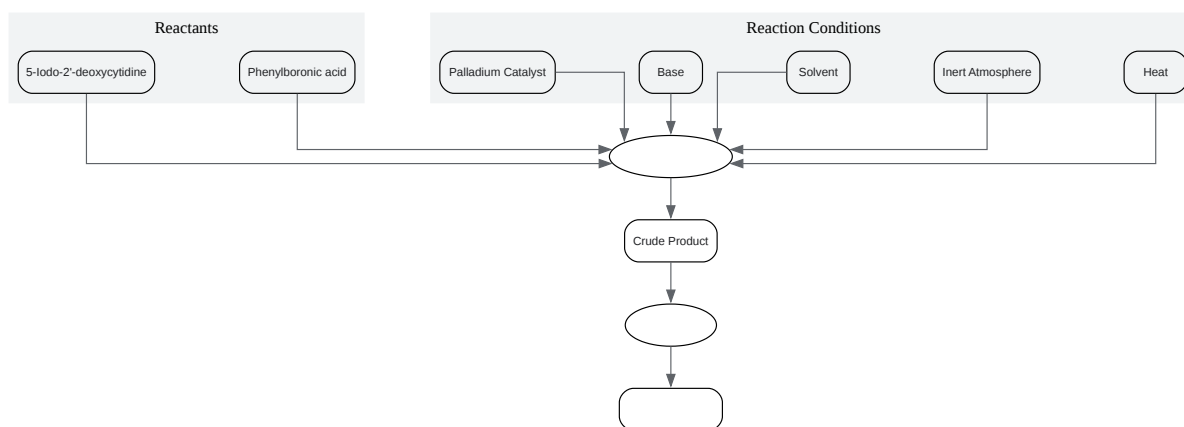 Reactants
Reaction Conditions
5-Iodo-2'-deoxycytidine
Phenylboronic acid
Palladium Catalyst
Base
Solvent
Inert Atmosphere
Heat
Crude Product